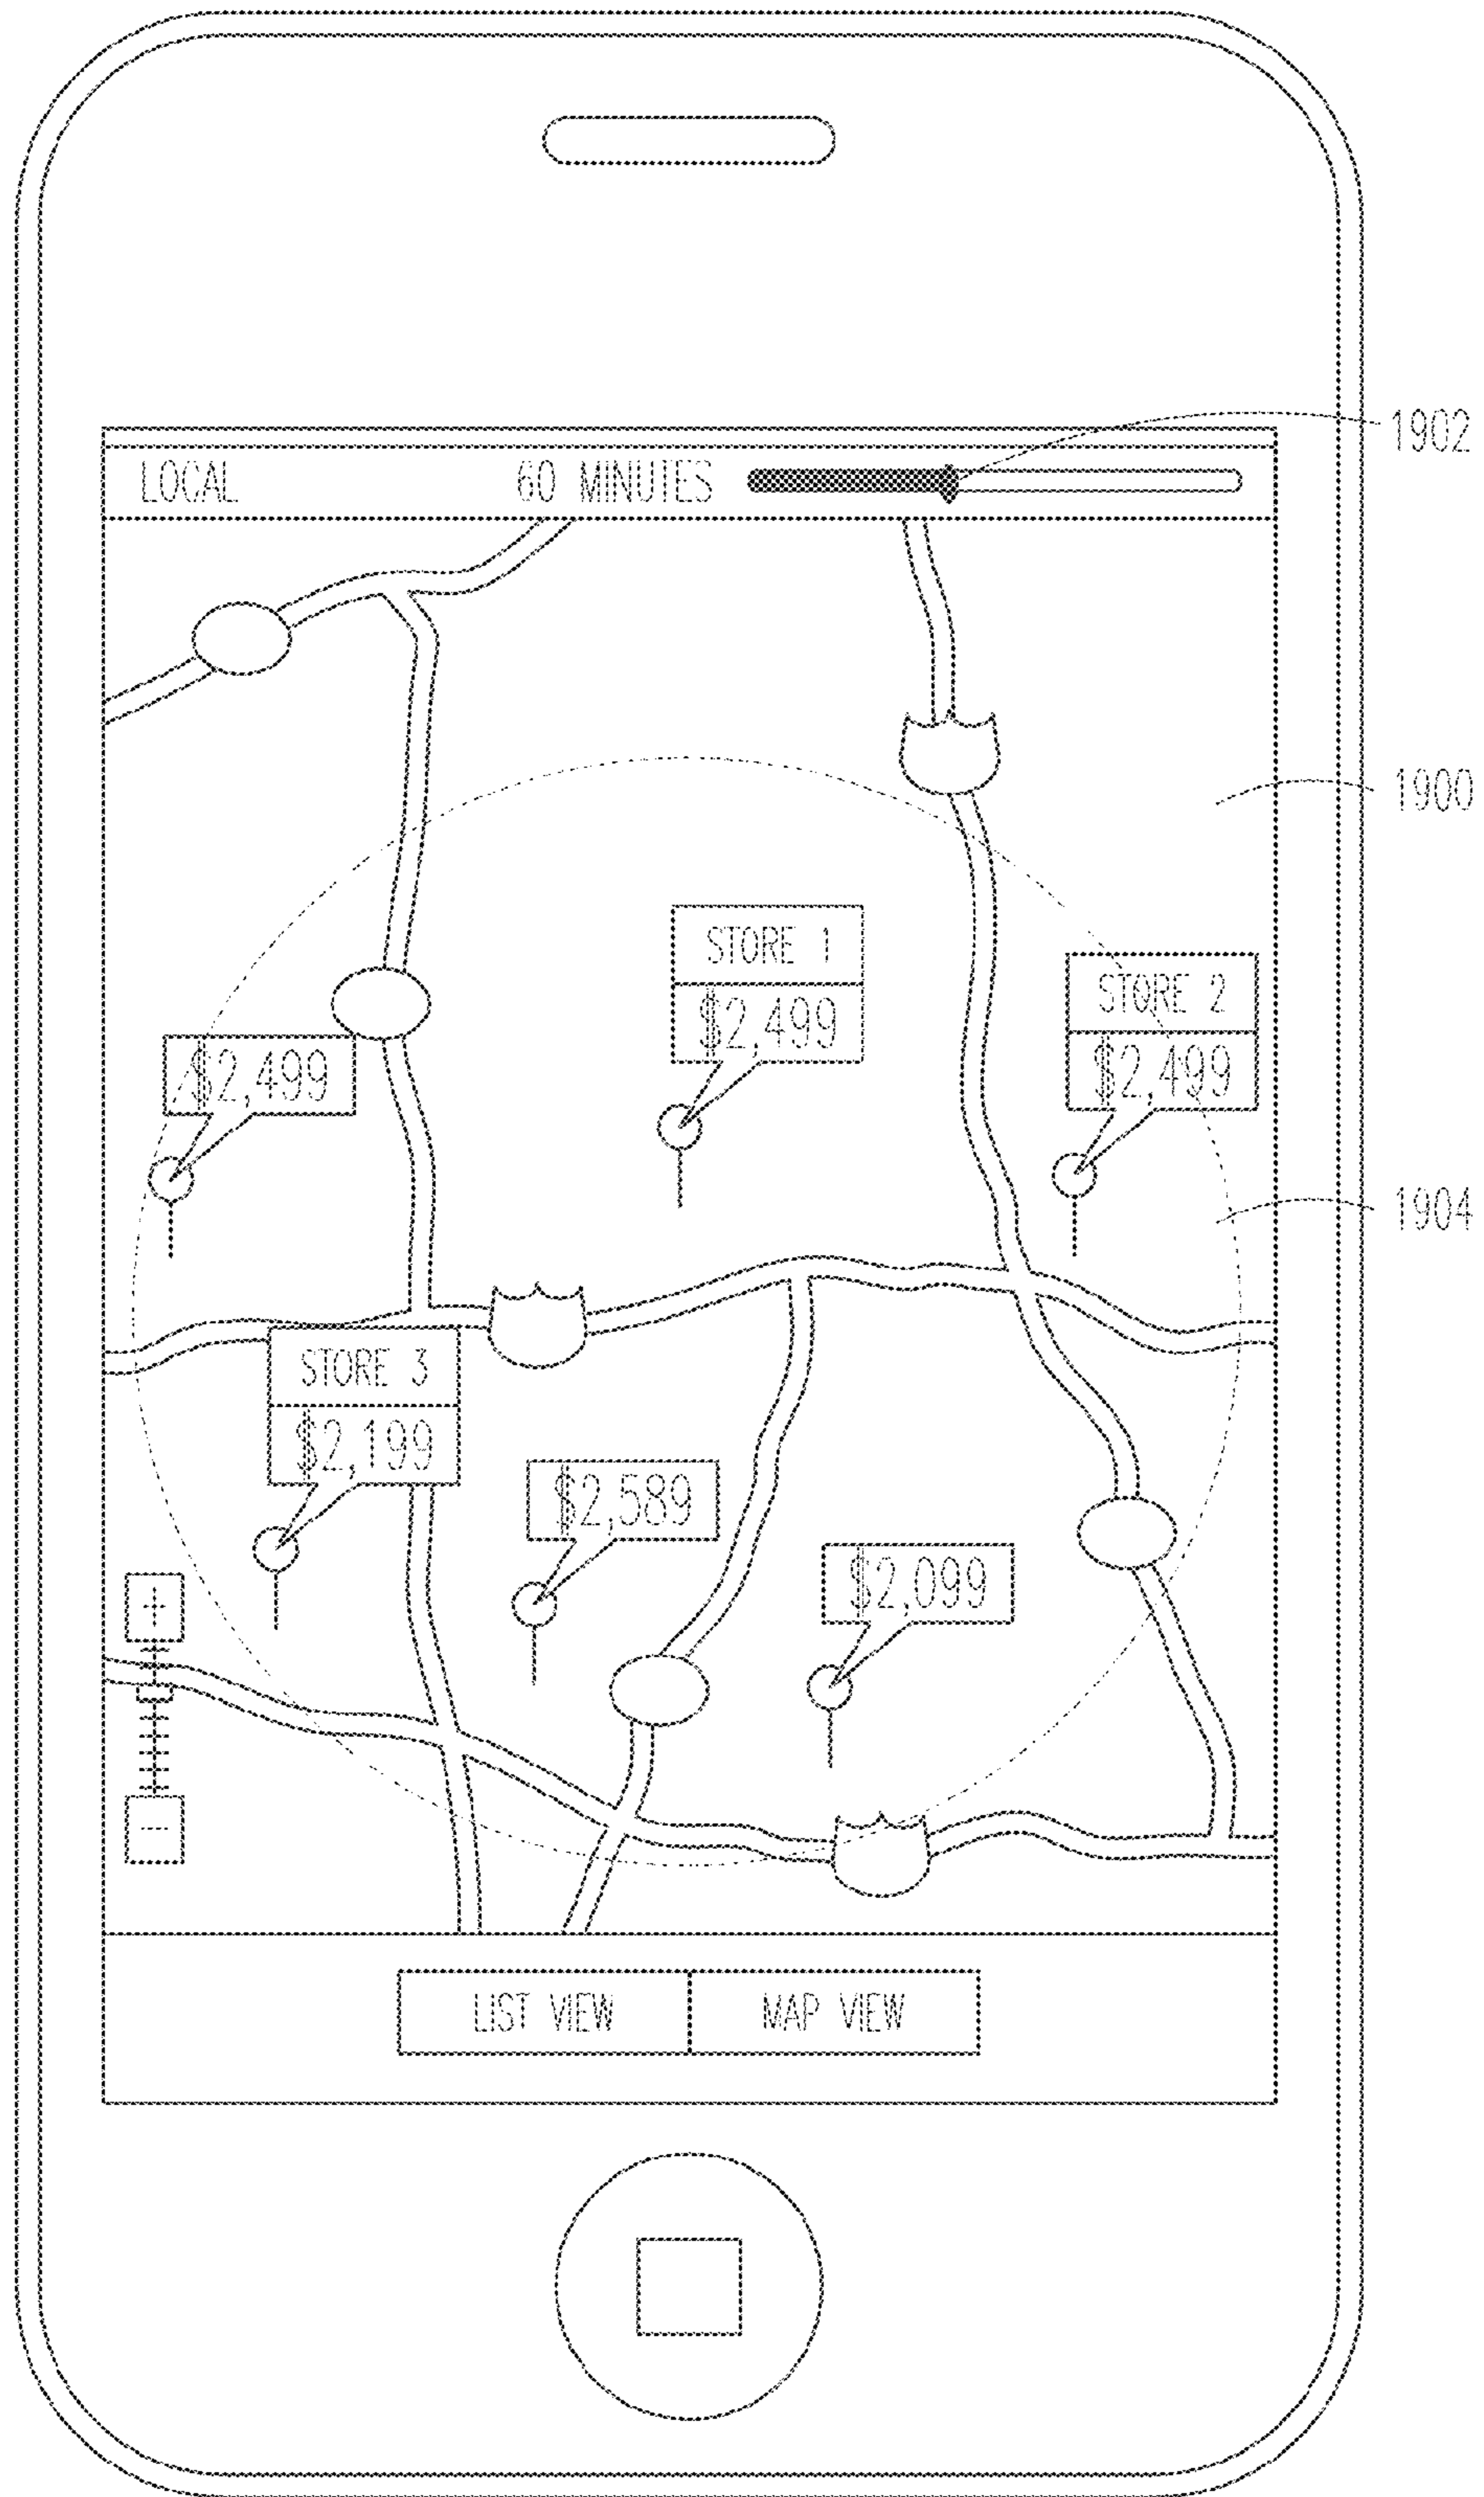 1902
LOCAL 60 MINUTES
1900
STORE 1
$2,499
STORE 2
$2,499
$2,499
1904
STORE 3
$2,199
$2,589
$2,099
+
-
LIST VIEW MAP VIEW